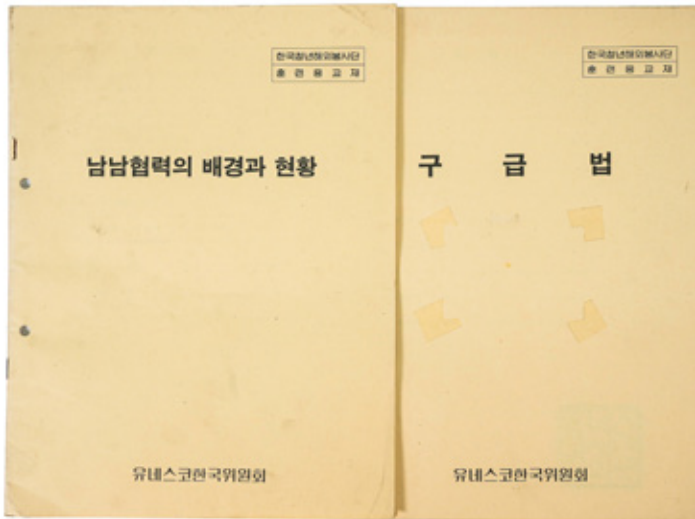 한국청년해외봉사단
훈련용교재
남남협력의 배경과 현황
유네스코한국위원회
한국청년해외봉사단
훈련용교재
구 급 법
유네스코한국위원회